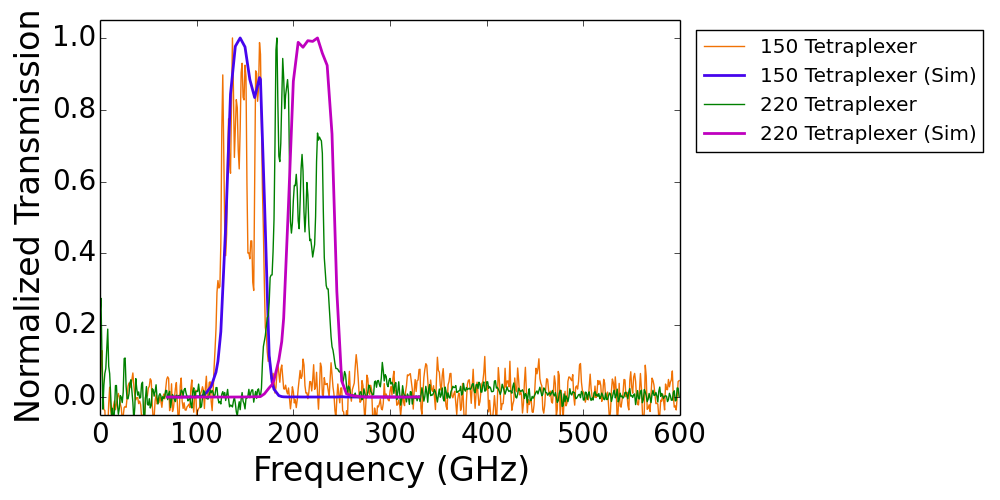 Normalized Transmission
1.0
0.8
0.6
0.4
0.2
0.0
0 100 200 300 400 500 600
Frequency (GHz)
150 Tetraplexer
150 Tetraplexer (Sim)
220 Tetraplexer
220 Tetraplexer (Sim)